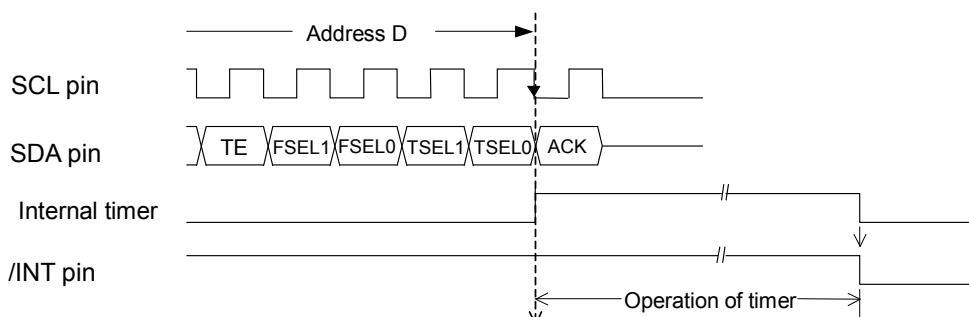 Address D
SCL pin
SDA pin
TE FSEL1 FSEL0 TSEL1 TSEL0 ACK
Internal timer
/INT pin
Operation of timer